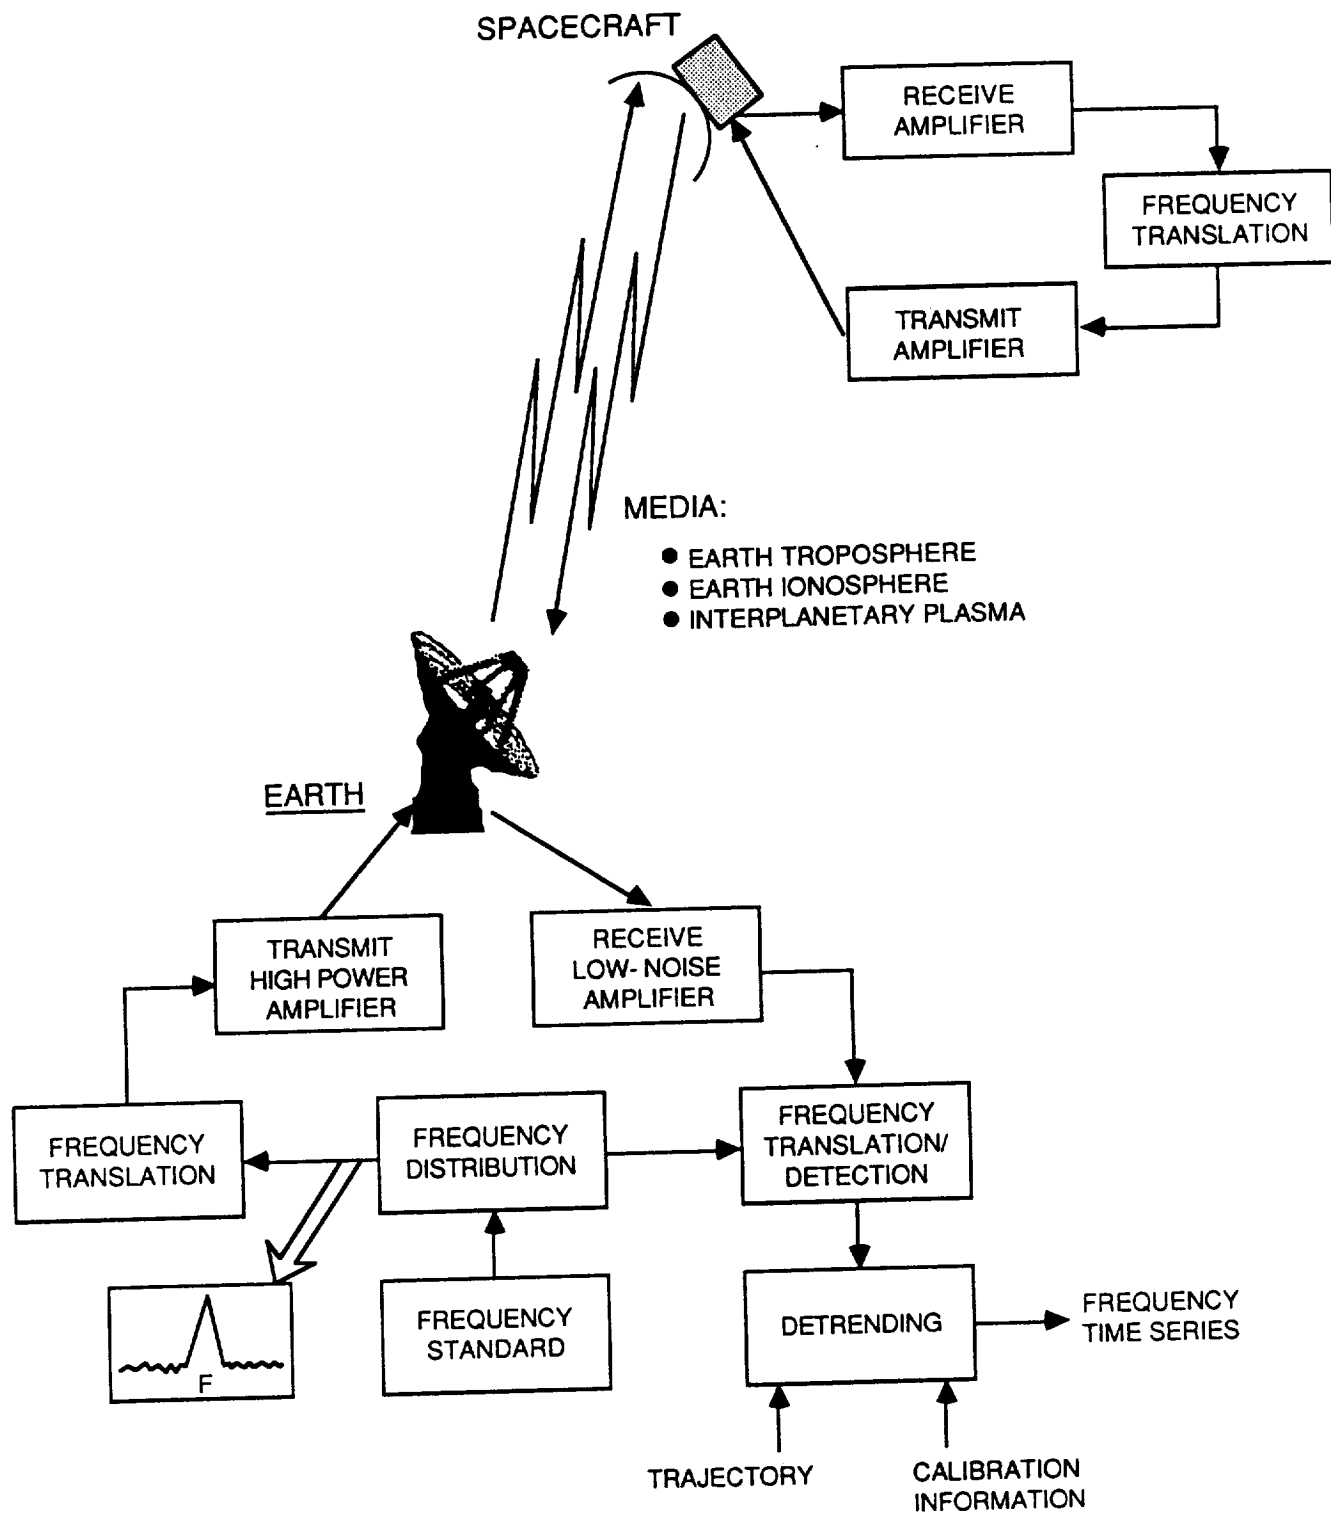 SPACECRAFT
RECEIVE
AMPLIFIER
FREQUENCY
TRANSLATION
TRANSMIT
AMPLIFIER
MEDIA:
● EARTH TROPOSPHERE
● EARTH IONOSPHERE
● INTERPLANETARY PLASMA
EARTH
TRANSMIT
HIGH POWER
AMPLIFIER
RECEIVE
LOW- NOISE
AMPLIFIER
FREQUENCY
TRANSLATION
FREQUENCY
DISTRIBUTION
FREQUENCY
TRANSLATION/
DETECTION
F
FREQUENCY
STANDARD
DETRENDING
FREQUENCY
TIME SERIES
TRAJECTORY
CALIBRATION
INFORMATION